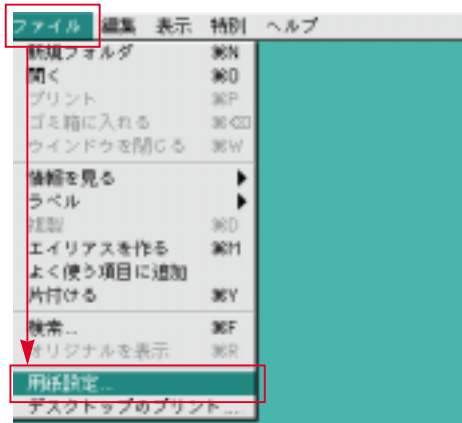 ファイル 編集 表示 特別 ヘルプ
新規フォルダ ⌘N
開く ⌘O
プリント ⌘P
ゴミ箱に入れる ⌘⌫
ウインドウを閉じる ⌘W
情報を見る ▶
ラベル ▶
複製 ⌘D
エイリアスを作る ⌘M
よく使う項目に追加
片付ける ⌘Y
検索... ⌘F
オリジナルを表示 ⌘R
用紙設定...
デスクトップのプリント...